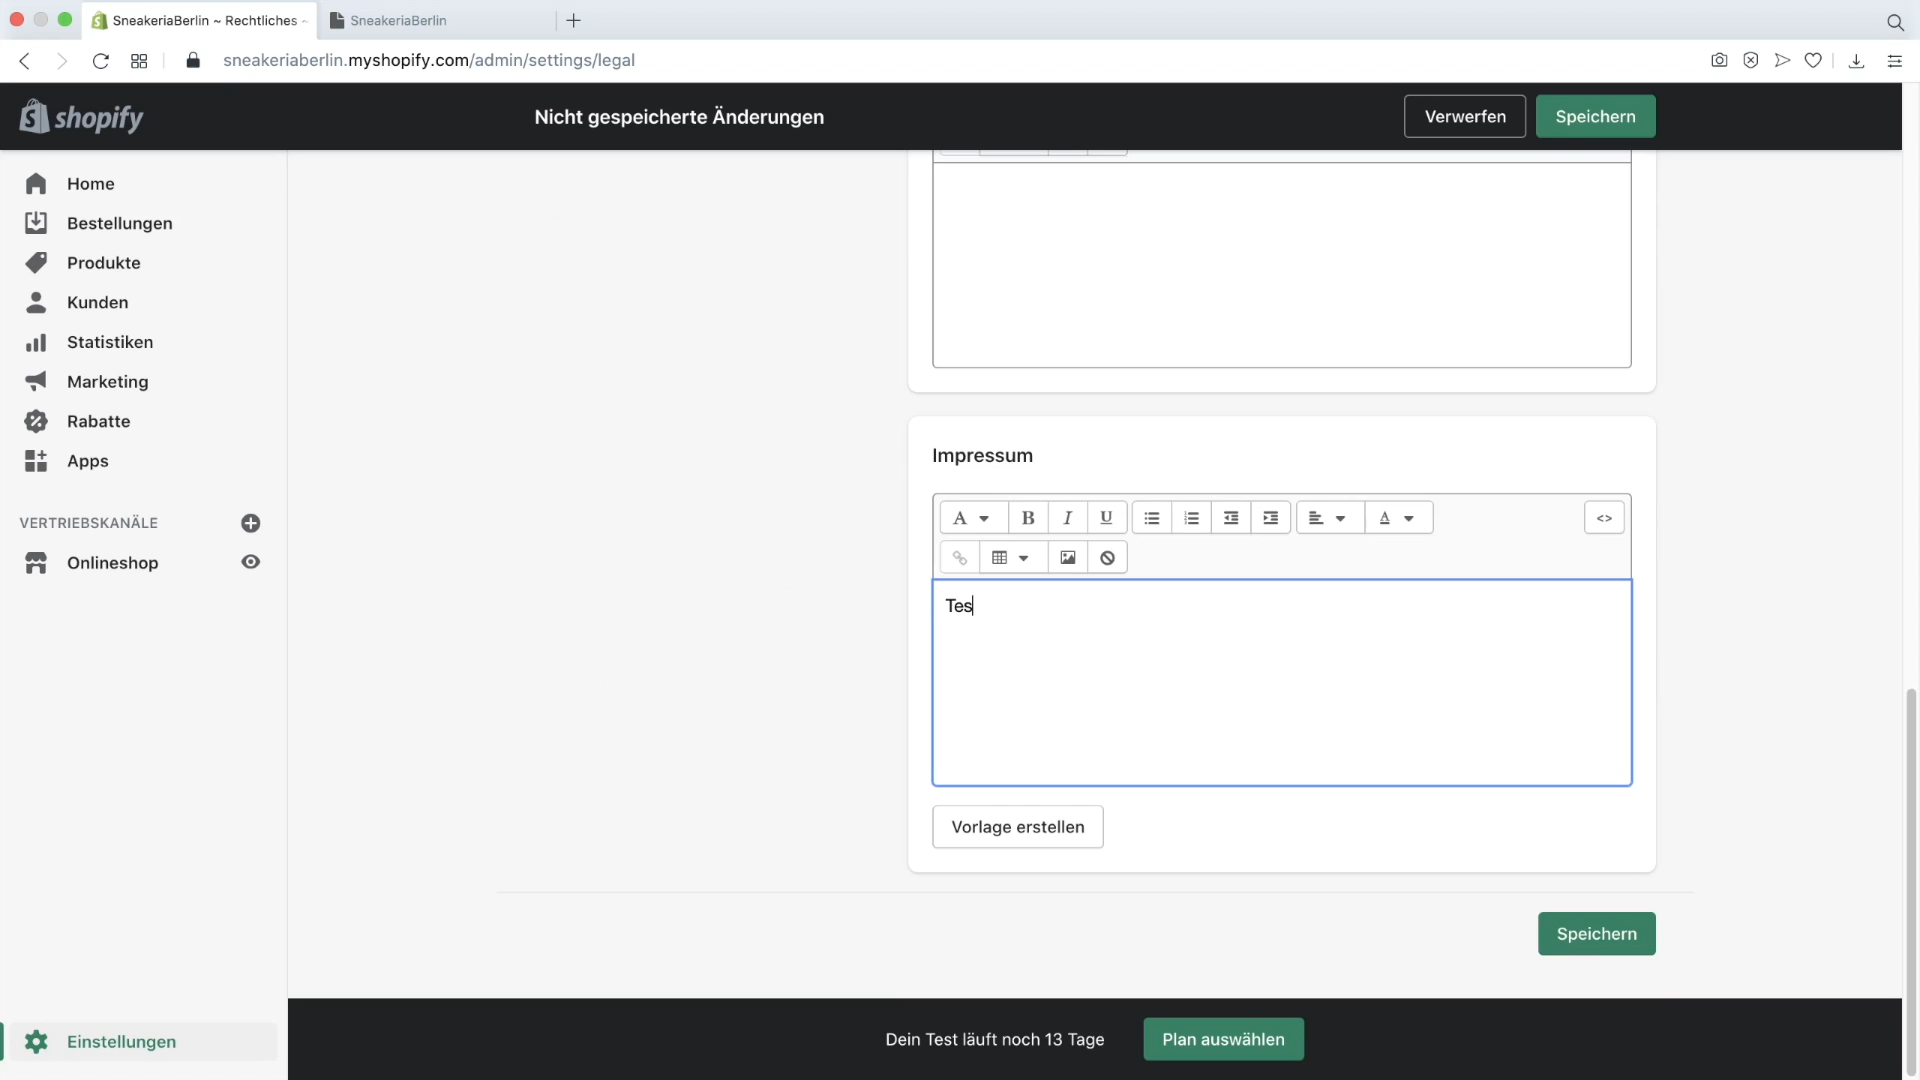 SneakeriaBerlin ~ Rechtliches ~
SneakeriaBerlin
sneakeriaberlin.myshopify.com/admin/settings/legal
shopify
Nicht gespeicherte Änderungen
Verwerfen
Speichern
Home
Bestellungen
Produkte
Kunden
Statistiken
Marketing
Rabatte
Apps
VERTRIEBSKANÄLE
Onlineshop
Impressum
A
B I U
A
<>
Tes
Vorlage erstellen
Speichern
Einstellungen
Dein Test läuft noch 13 Tage
Plan auswählen